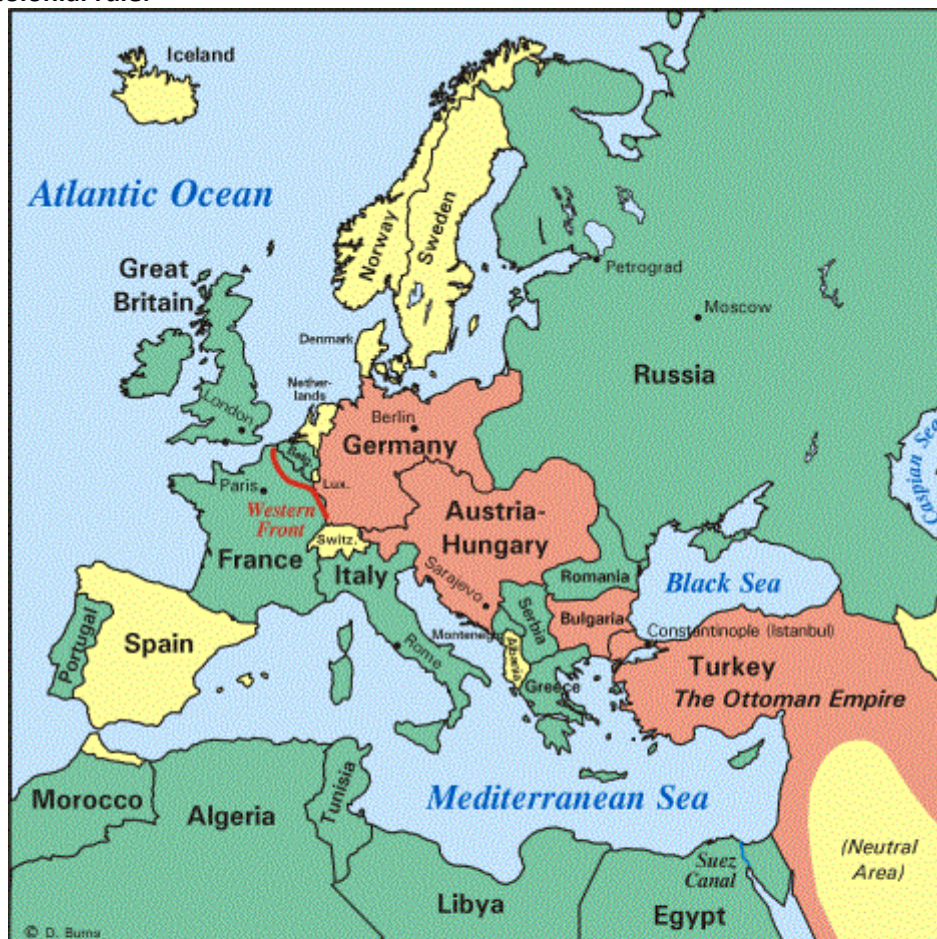 Iceland
Atlantic Ocean
Norway
Sweden
Great
Britain
Petrograd
Moscow
Denmark
Russia
Nether-
lands
London
Berlin
Germany
Belg.
Caspian Sea
Paris
Lux.
Western
Front
Austria-
Hungary
Switz.
France
Italy
Sarajevo
Romania
Black Sea
Portugal
Spain
Serbia
Bulgaria
Montenegro
Constantinople (Istanbul)
Albania
Rome
Turkey
Greece
The Ottoman Empire
Morocco
Algeria
Tunisia
Mediterranean Sea
(Neutral
Area)
Suez
Canal
Libya
Egypt
© D. Burns